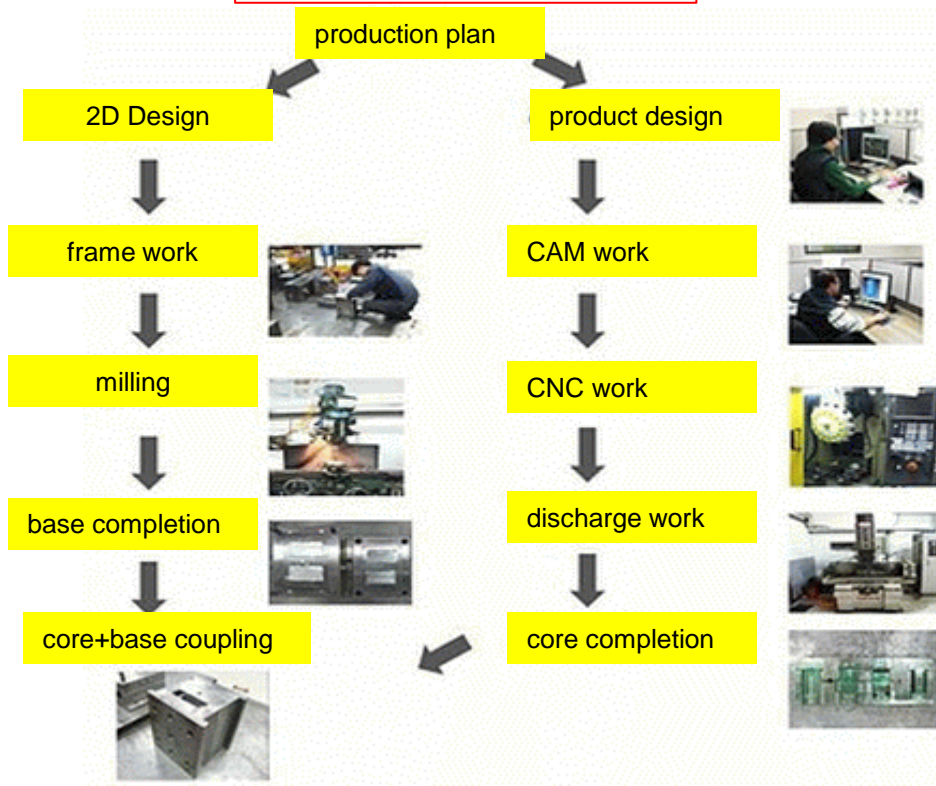 production plan
2D Design
product design
frame work
CAM work
milling
CNC work
base completion
discharge work
core+base coupling
core completion